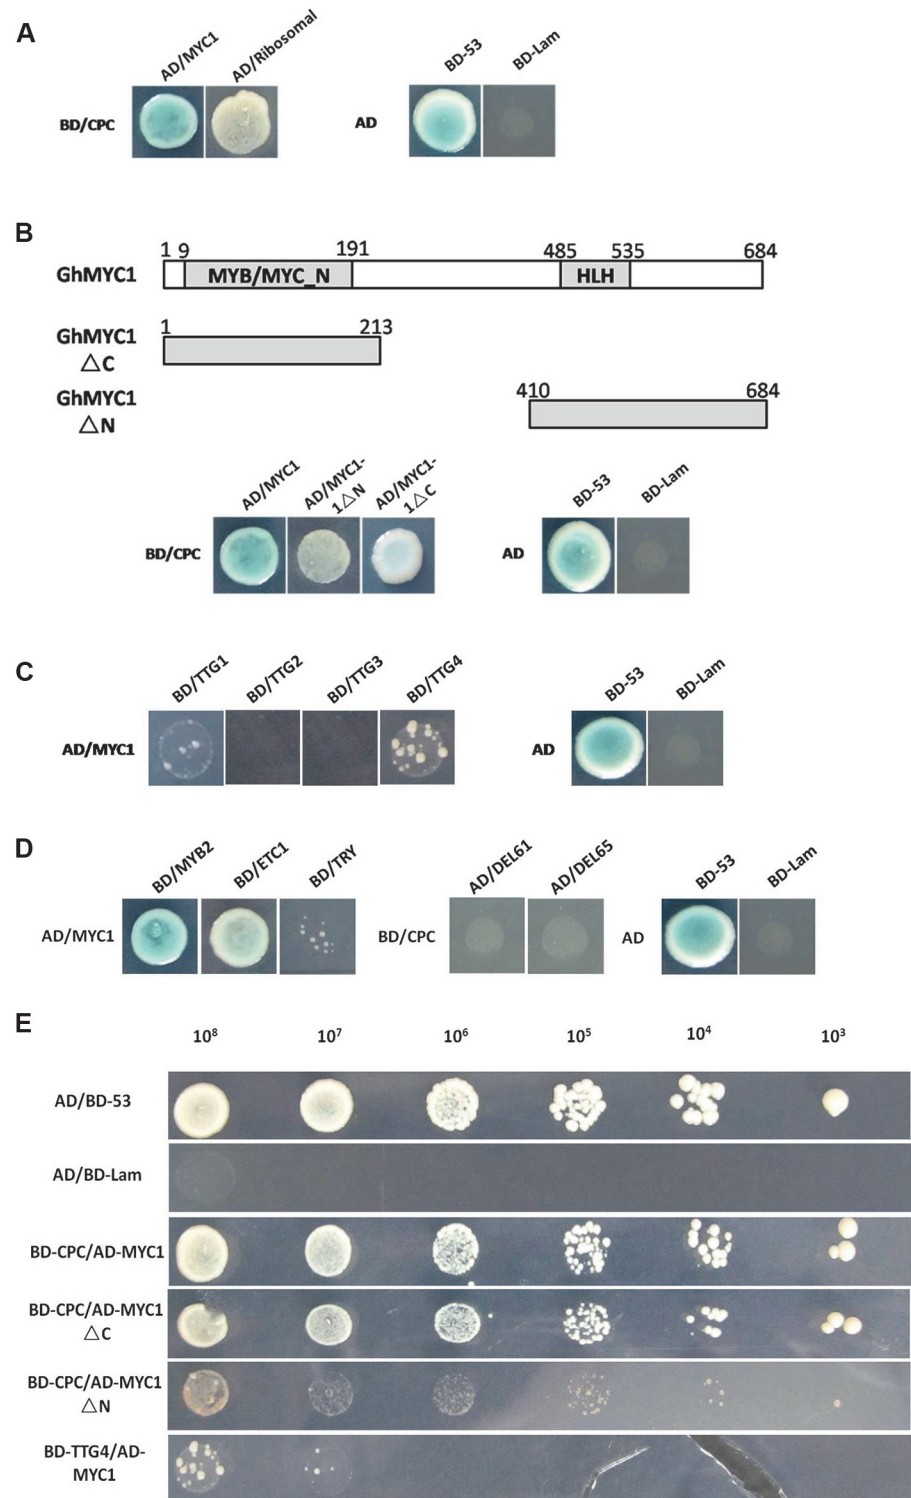 A
AD/MYC1
AD/Ribosomal
BD-53
BD-Lam
BD/CPC
AD
B
1 9 191 485 535 684
GhMYC1 MYB/MYC_N HLH
1 213
GhMYC1
△C
410 684
GhMYC1
△N
AD/MYC1
AD/MYC1-
1△N
AD/MYC1-
1△C
BD-53
BD-Lam
BD/CPC
AD
C
BD/TTG1
BD/TTG2
BD/TTG3
BD/TTG4
BD-53
BD-Lam
AD/MYC1
AD
D
BD/MYB2
BD/ETC1
BD/TRY
AD/DEL61
AD/DEL65
BD-53
BD-Lam
AD/MYC1
BD/CPC
AD
E
10⁸ 10⁷ 10⁶ 10⁵ 10⁴ 10³
AD/BD-53
AD/BD-Lam
BD-CPC/AD-MYC1
BD-CPC/AD-MYC1
△C
BD-CPC/AD-MYC1
△N
BD-TTG4/AD-
MYC1